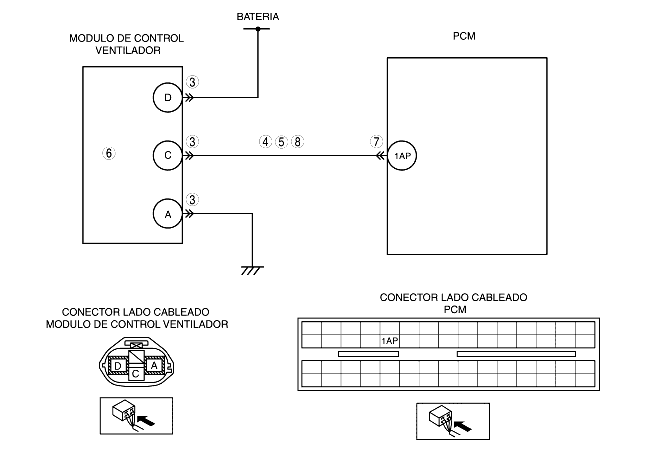 BATERIA
MODULO DE CONTROL
VENTILADOR
PCM
D
3
C
3
4 5 8
7
1AP
6
A
3
CONECTOR LADO CABLEADO
MODULO DE CONTROL VENTILADOR
D
C
A
CONECTOR LADO CABLEADO
PCM
1AP